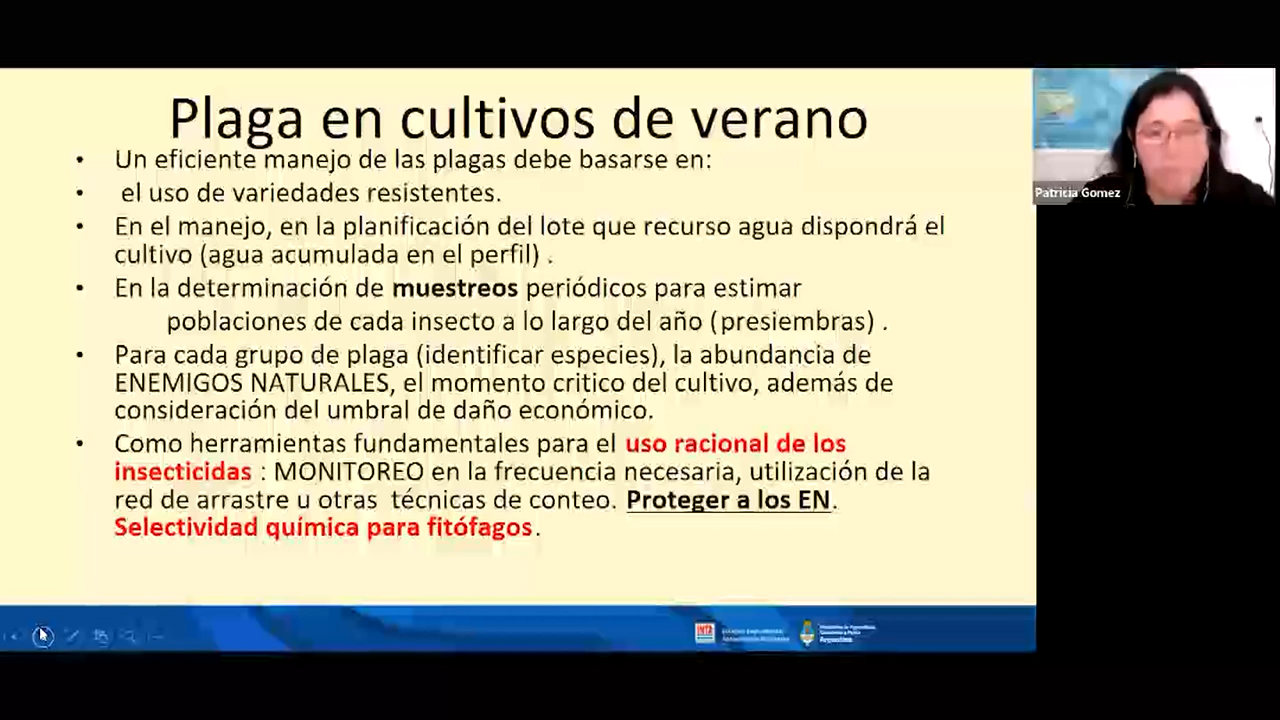 Plaga en cultivos de verano
• Un eficiente manejo de las plagas debe basarse en:
• el uso de variedades resistentes.
• En el manejo, en la planificación del lote que recurso agua dispondrá el
cultivo (agua acumulada en el perfil) .
• En la determinación de muestreos periódicos para estimar
poblaciones de cada insecto a lo largo del año (presiembras) .
• Para cada grupo de plaga (identificar especies), la abundancia de
ENEMIGOS NATURALES, el momento critico del cultivo, además de
consideración del umbral de daño económico.
• Como herramientas fundamentales para el uso racional de los
insecticidas : MONITOREO en la frecuencia necesaria, utilización de la
red de arrastre u otras técnicas de conteo. Proteger a los EN.
Selectividad química para fitófagos.
Patricia Gomez
INTA
Argentina